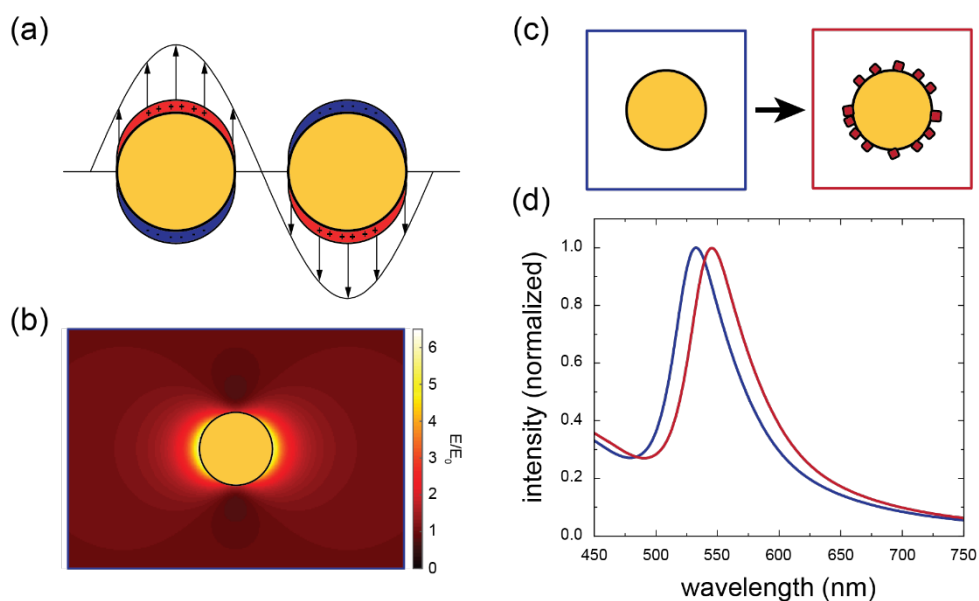 (a)
+ + + + + + +
- - - - - - -
- - - - - - -
+ + + + + + +
(b)
6
5
4
3
2
1
0
E/E₀
(c)
(d)
1.0
0.8
0.6
0.4
0.2
0.0
intensity (normalized)
450 500 550 600 650 700 750
wavelength (nm)